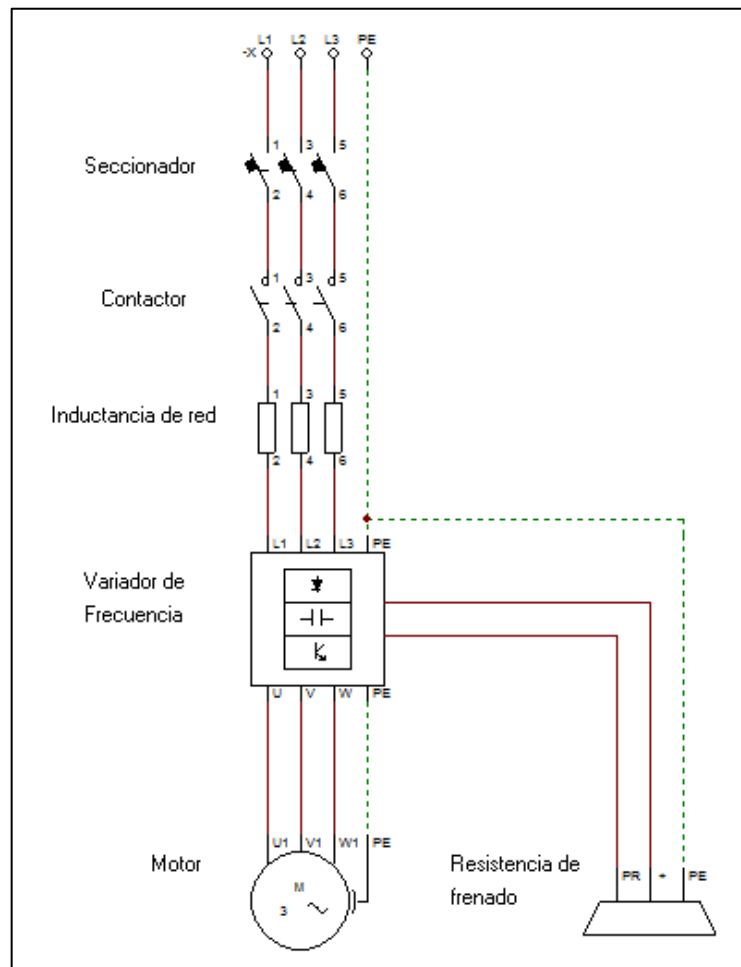 L1 L2 L3 PE
-X
1 3 5
Seccionador
2 4 6
1 3 5
Contactor
2 4 6
1 3 5
Inductancia de red
2 4 6
L1 L2 L3 PE
Variador de
Frecuencia
U V W PE
U1 V1 W1 PE
Motor
M
3
Resistencia de
frenado
PR + PE